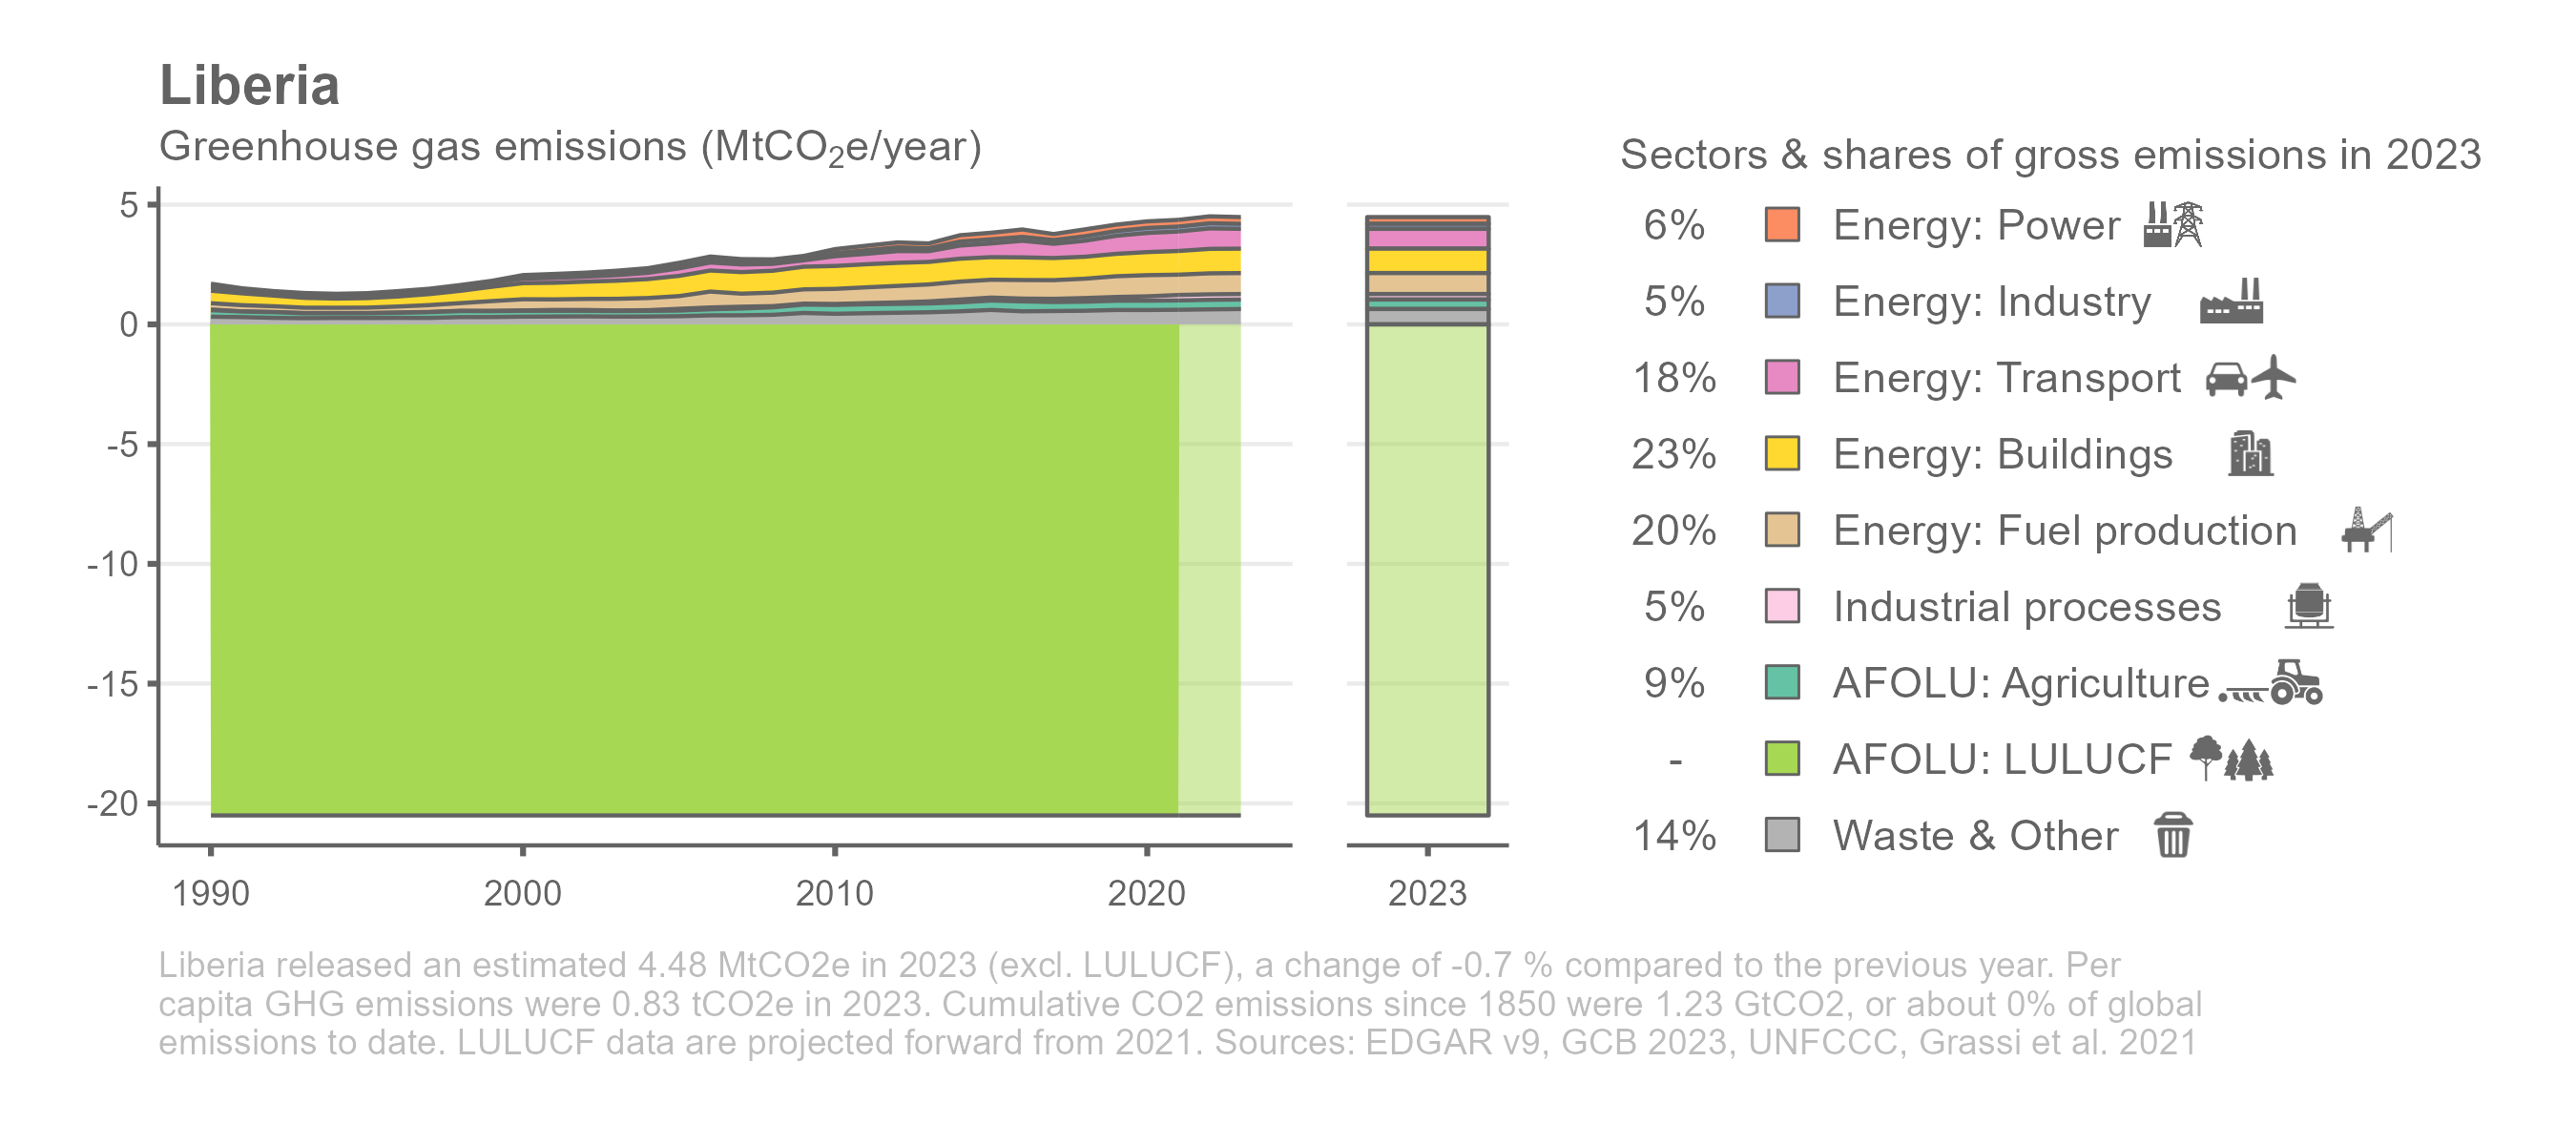 Liberia
Greenhouse gas emissions (MtCO₂e/year)
5
0
-5
-10
-15
-20
1990 2000 2010 2020 2023
Sectors & shares of gross emissions in 2023
6% Energy: Power
5% Energy: Industry
18% Energy: Transport
23% Energy: Buildings
20% Energy: Fuel production
5% Industrial processes
9% AFOLU: Agriculture
- AFOLU: LULUCF
14% Waste & Other
Liberia released an estimated 4.48 MtCO2e in 2023 (excl. LULUCF), a change of -0.7 % compared to the previous year. Per
capita GHG emissions were 0.83 tCO2e in 2023. Cumulative CO2 emissions since 1850 were 1.23 GtCO2, or about 0% of global
emissions to date. LULUCF data are projected forward from 2021. Sources: EDGAR v9, GCB 2023, UNFCCC, Grassi et al. 2021